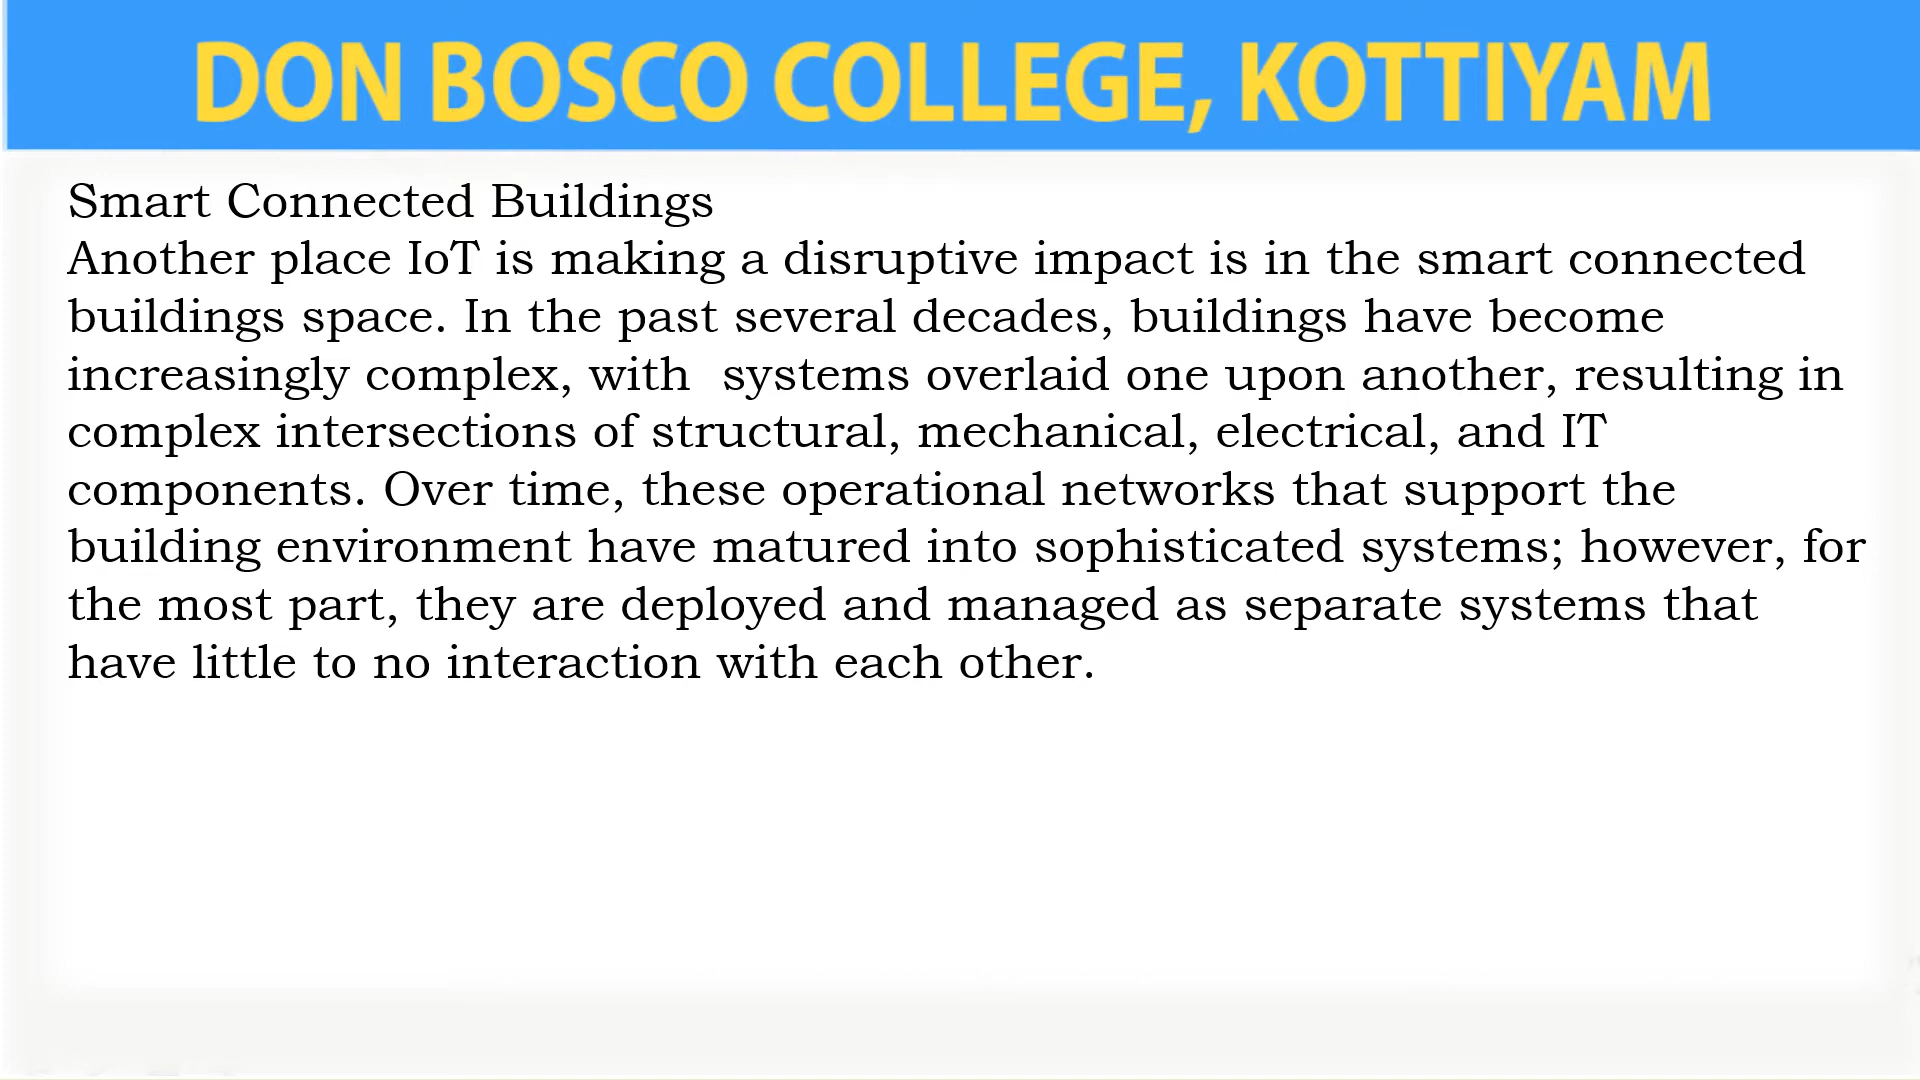 DON BOSCO COLLEGE, KOTTIYAM
Smart Connected Buildings
Another place IoT is making a disruptive impact is in the smart connected
buildings space. In the past several decades, buildings have become
increasingly complex, with  systems overlaid one upon another, resulting in
complex intersections of structural, mechanical, electrical, and IT
components. Over time, these operational networks that support the
building environment have matured into sophisticated systems; however, for
the most part, they are deployed and managed as separate systems that
have little to no interaction with each other.